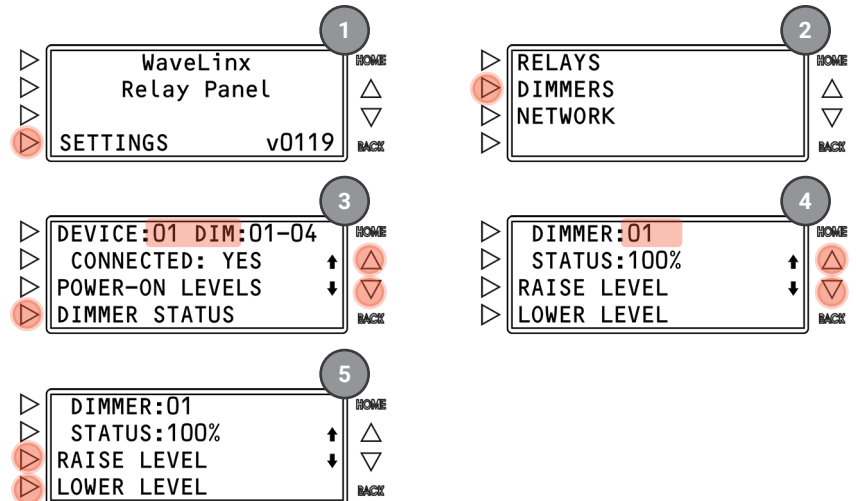 1
WaveLinx
HOME
Relay Panel
SETTINGS v0119
BACK
2
RELAYS
HOME
DIMMERS
NETWORK
BACK
3
DEVICE:01 DIM:01-04
HOME
CONNECTED: YES
POWER-ON LEVELS
DIMMER STATUS
BACK
4
DIMMER:01
HOME
STATUS:100%
RAISE LEVEL
LOWER LEVEL
BACK
5
DIMMER:01
HOME
STATUS:100%
RAISE LEVEL
LOWER LEVEL
BACK